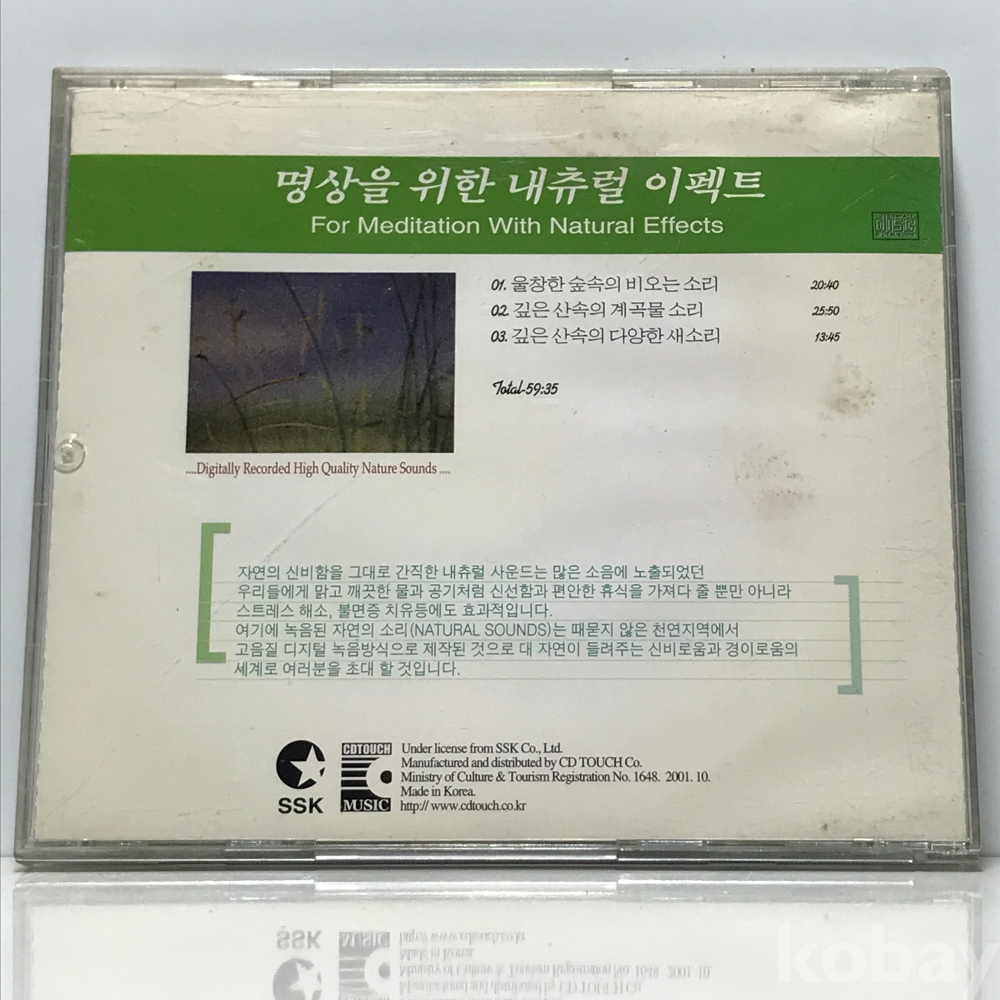 명상을 위한 내츄럴 이펙트
For Meditation With Natural Effects
COMPACT
disc
DIGITAL AUDIO
01. 울창한 숲속의 비오는 소리 20:40
02. 깊은 산속의 계곡물 소리 25:50
03. 깊은 산속의 다양한 새소리 13:45
Total-59:35
....Digitally Recorded High Quality Nature Sounds ....
자연의 신비함을 그대로 간직한 내츄럴 사운드는 많은 소음에 노출되었던
우리들에게 맑고 깨끗한 물과 공기처럼 신선함과 편안한 휴식을 가져다 줄 뿐만 아니라
스트레스 해소, 불면증 치유등에도 효과적입니다.
여기에 녹음된 자연의 소리(NATURAL SOUNDS)는 때묻지 않은 천연지역에서
고음질 디지털 녹음방식으로 제작된 것으로 대 자연이 들려주는 신비로움과 경이로움의
세계로 여러분을 초대 할 것입니다.
SSK
CDTOUCH
MUSIC
Under license from SSK Co., Ltd.
Manufactured and distributed by CD TOUCH Co.
Ministry of Culture & Tourism Registration No. 1648. 2001. 10.
Made in Korea.
http:// www.cdtouch.co.kr
kobay